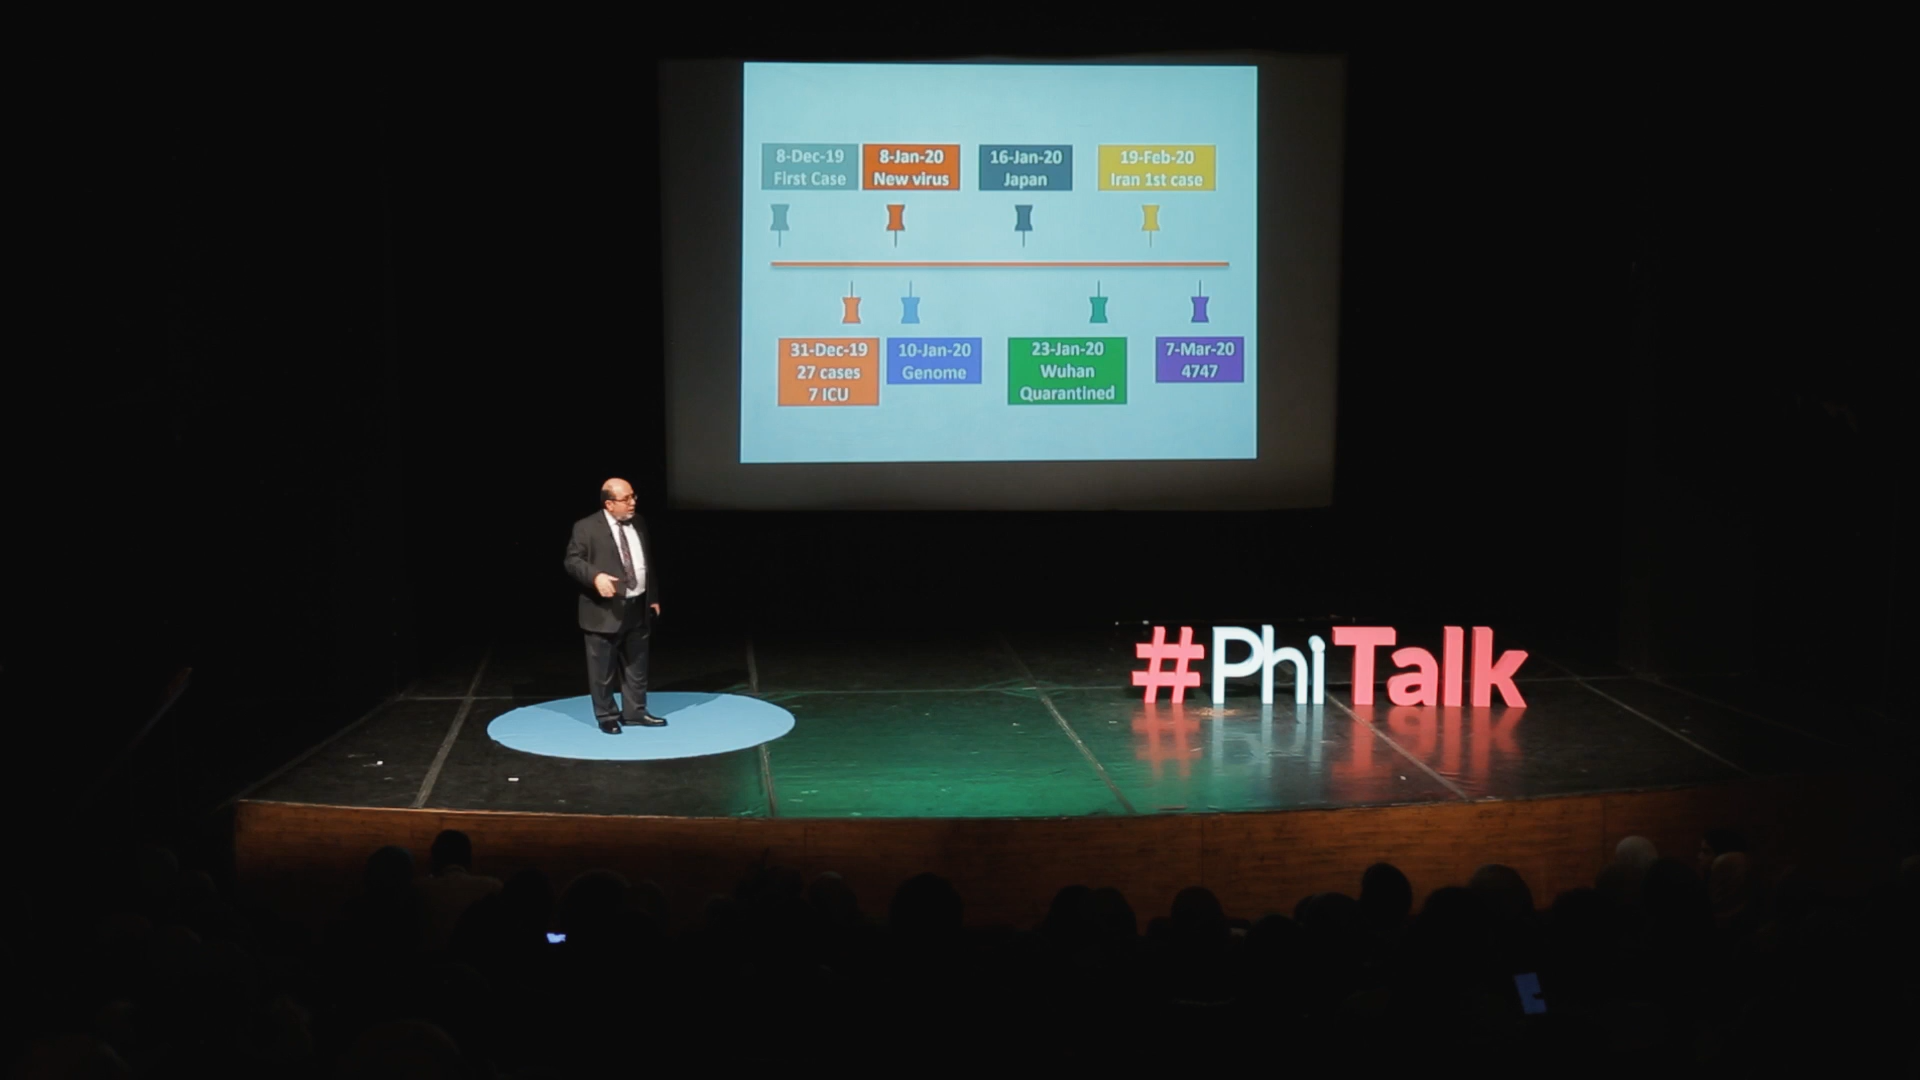 8-Dec-19
First Case
8-Jan-20
New virus
16-Jan-20
Japan
19-Feb-20
Iran 1st case
31-Dec-19
27 cases
7 ICU
10-Jan-20
Genome
23-Jan-20
Wuhan
Quarantined
7-Mar-20
4747
#PhiTalk